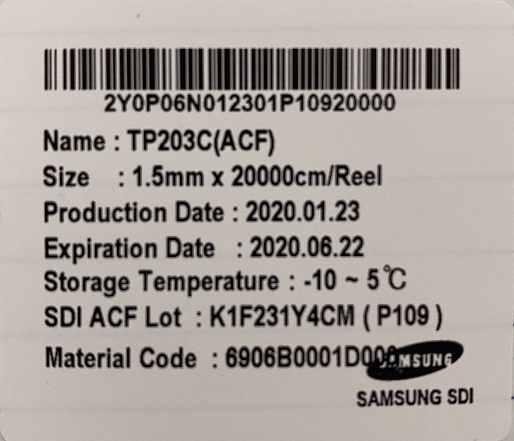 2Y0P06N012301P10920000
Name : TP203C(ACF)
Size : 1.5mm x 20000cm/Reel
Production Date : 2020.01.23
Expiration Date : 2020.06.22
Storage Temperature : -10 ~ 5℃
SDI ACF Lot : K1F231Y4CM ( P109 )
Material Code :
SAMSUNG
SAMSUNG SDI